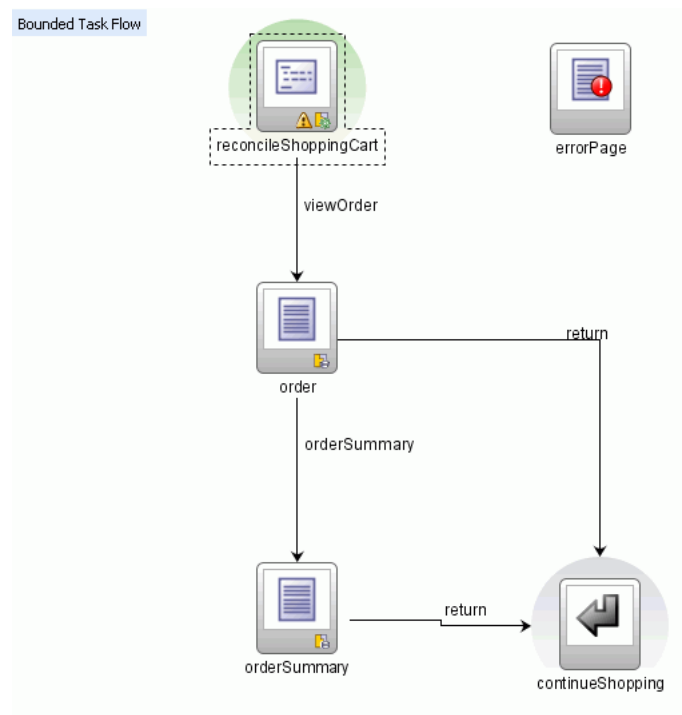 Bounded Task Flow
reconcileShoppingCart
errorPage
viewOrder
return
order
orderSummary
return
orderSummary
continueShopping